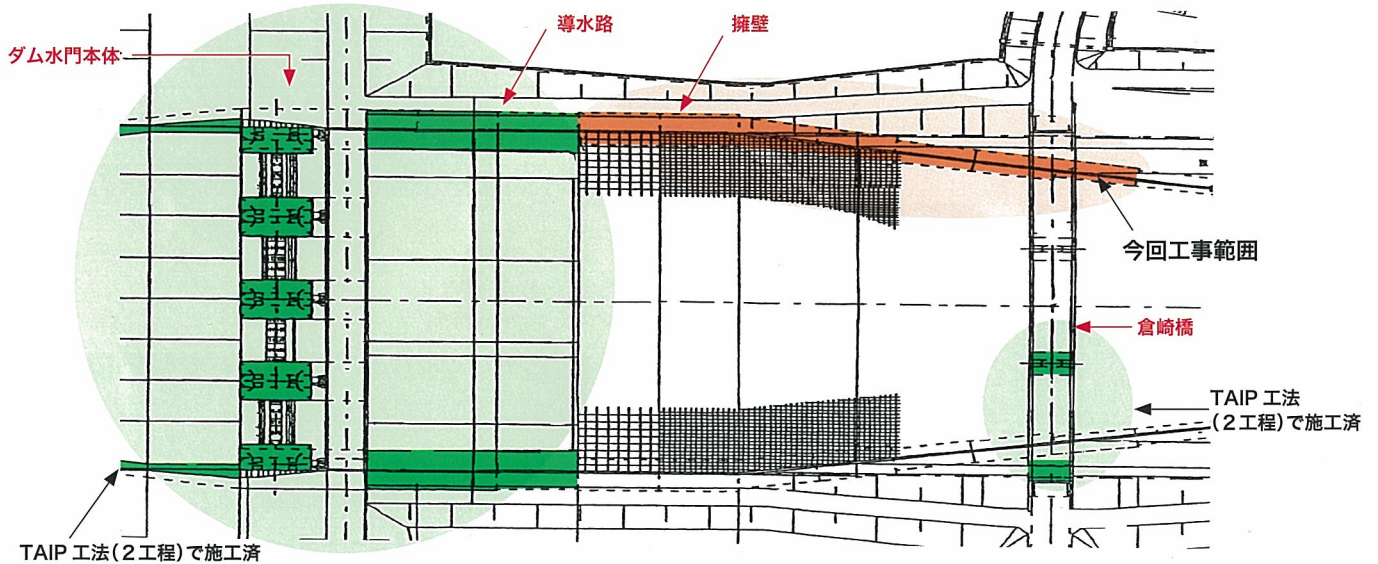 導水路
擁壁
ダム水門本体
今回工事範囲
倉崎橋
TAIP 工法
(2工程)で施工済
TAIP 工法(2工程)で施工済